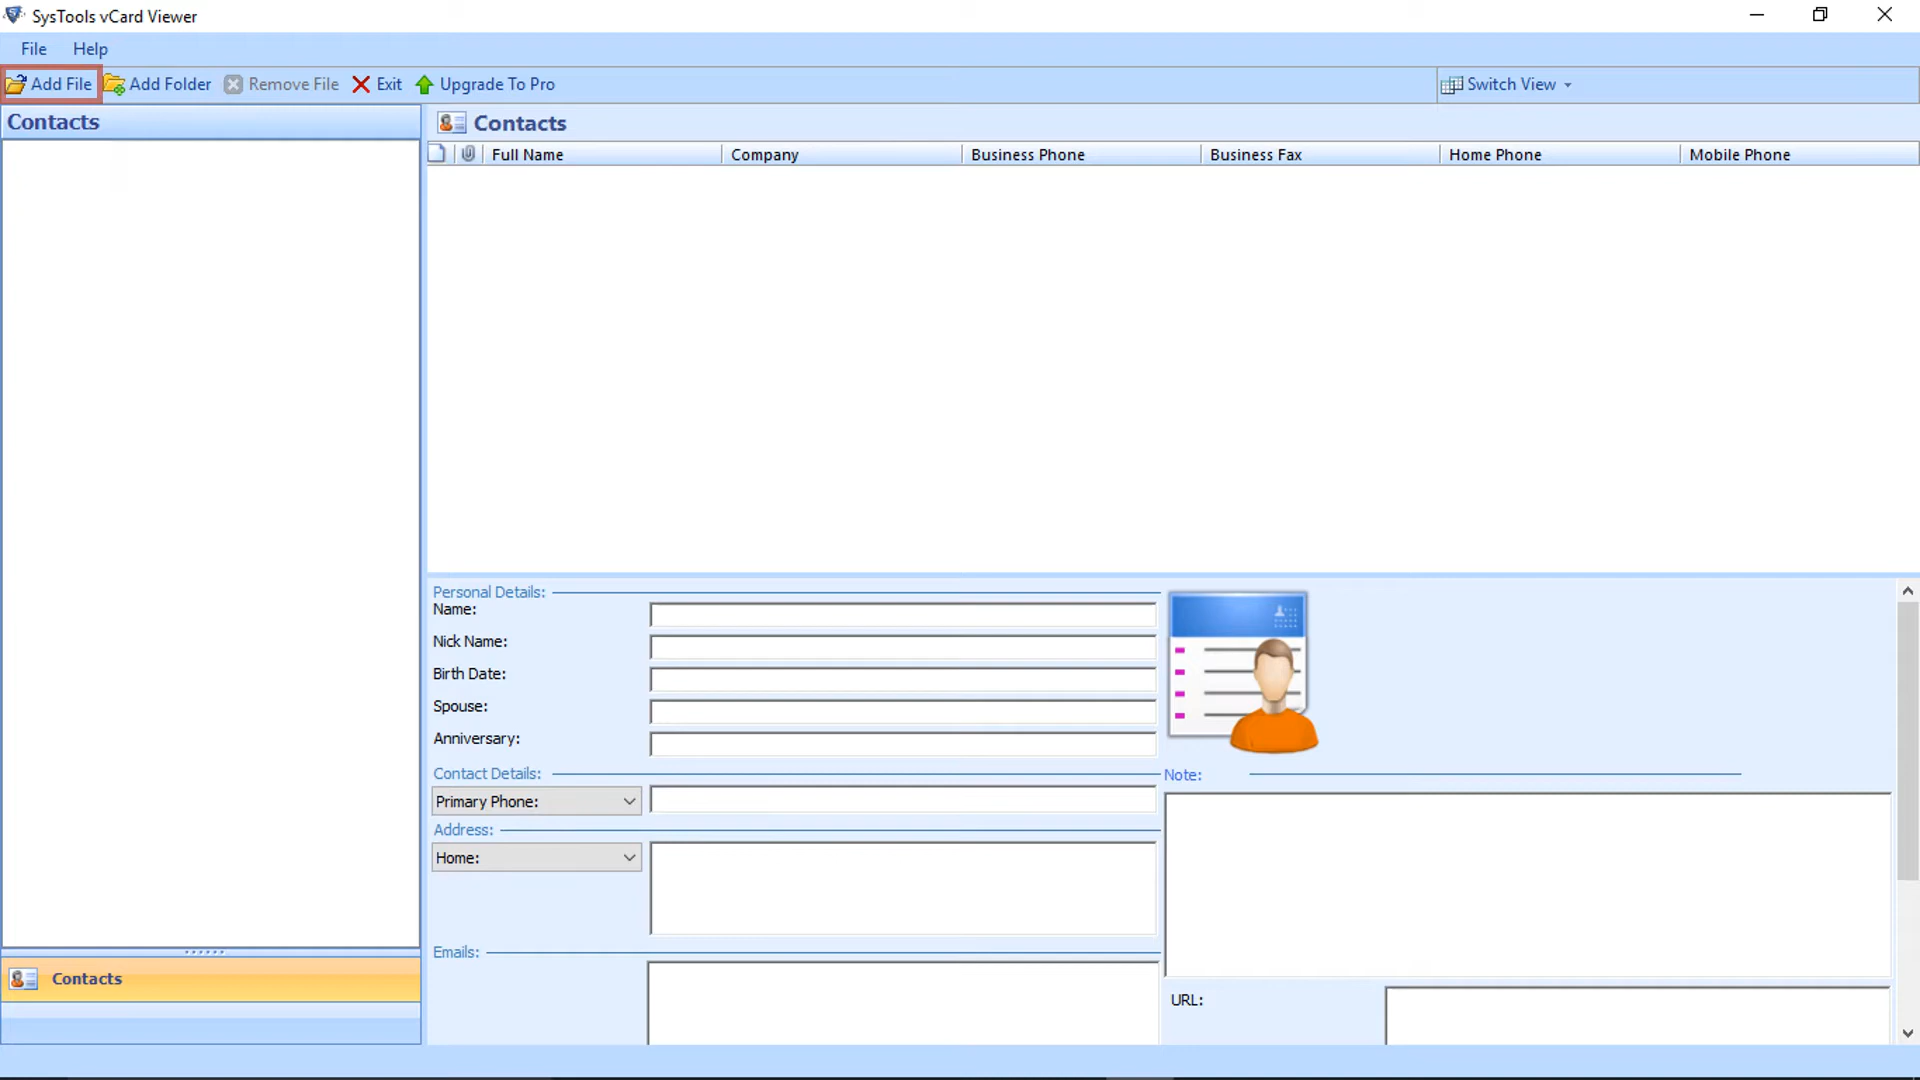 SysTools vCard Viewer
File Help
Add File Add Folder Remove File Exit Upgrade To Pro Switch View
Contacts
Contacts
Full Name Company Business Phone Business Fax Home Phone Mobile Phone
Personal Details:
Name:
Nick Name:
Birth Date:
Spouse:
Anniversary:
Contact Details:
Note:
Primary Phone:
Address:
Home:
Emails:
Contacts
URL: